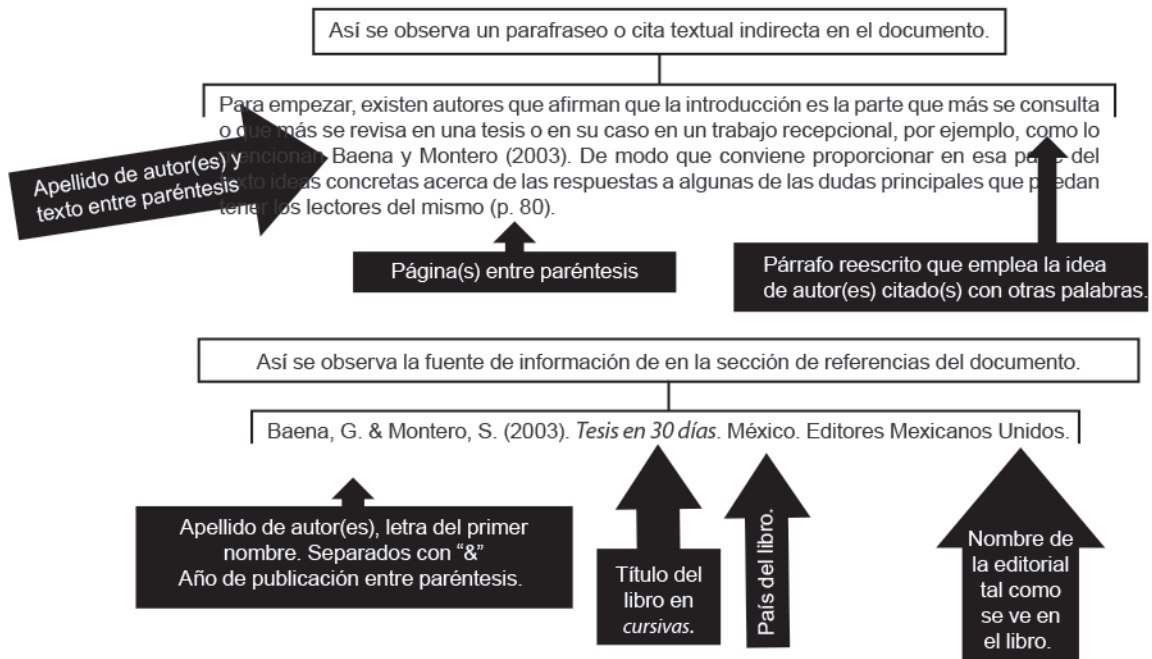 Así se observa un parafraseo o cita textual indirecta en el documento.
Para empezar, existen autores que afirman que la introducción es la parte que más se consulta
o que más se revisa en una tesis o en su caso en un trabajo recepcional, por ejemplo, como lo
mencionan Baena y Montero (2003). De modo que conviene proporcionar en esa parte del
texto ideas concretas acerca de las respuestas a algunas de las dudas principales que puedan
tener los lectores del mismo (p. 80).
Apellido de autor(es) y
texto entre paréntesis
Página(s) entre paréntesis
Párrafo reescrito que emplea la idea
de autor(es) citado(s) con otras palabras.
Así se observa la fuente de información de en la sección de referencias del documento.
Baena, G. & Montero, S. (2003). Tesis en 30 días. México. Editores Mexicanos Unidos.
Apellido de autor(es), letra del primer
nombre. Separados con "&"
Año de publicación entre paréntesis.
Título del
libro en
cursivas.
País del libro.
Nombre de
la editorial
tal como
se ve en
el libro.